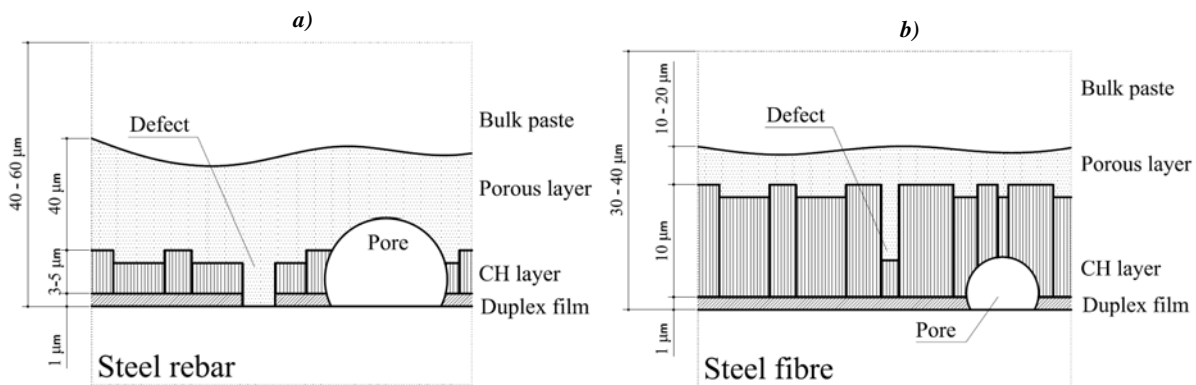 a)
40 - 60 µm
40 µm
3-5 µm
1 µm
Defect
Pore
Bulk paste
Porous layer
CH layer
Duplex film
Steel rebar
b)
30 - 40 µm
10 - 20 µm
10 µm
1 µm
Defect
Pore
Bulk paste
Porous layer
CH layer
Duplex film
Steel fibre